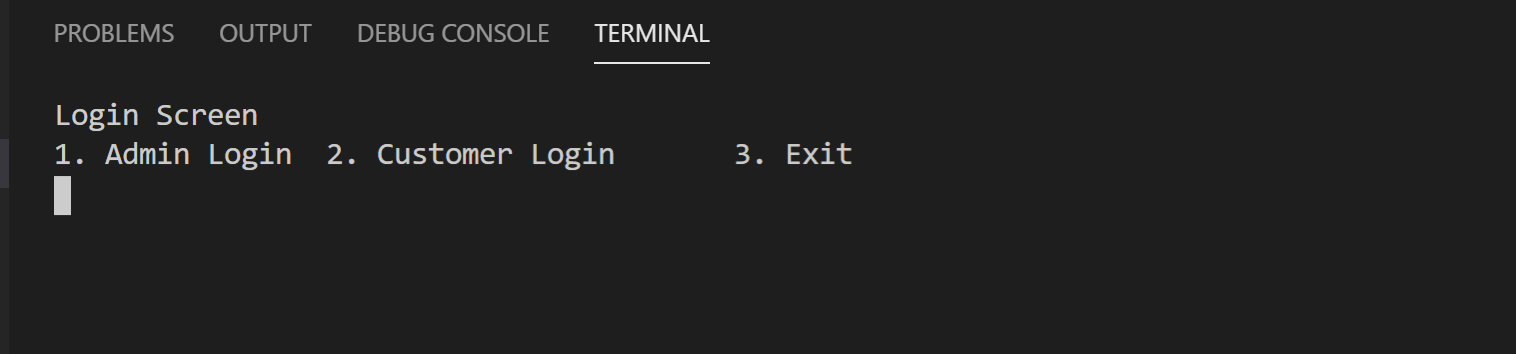 PROBLEMS OUTPUT DEBUG CONSOLE TERMINAL
Login Screen
1. Admin Login 2. Customer Login 3. Exit